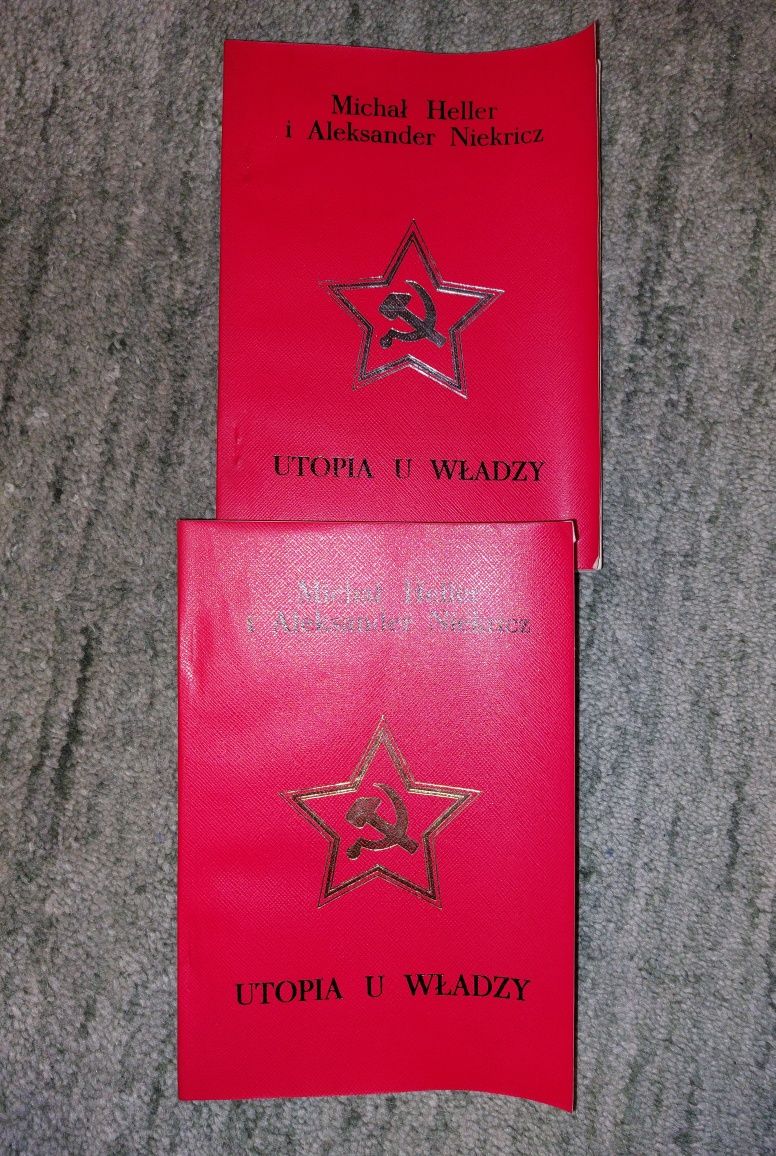 Michał Heller
i Aleksander Niekricz
UTOPIA U WŁADZY
Michał Heller
i Aleksander Niekricz
UTOPIA U WŁADZY